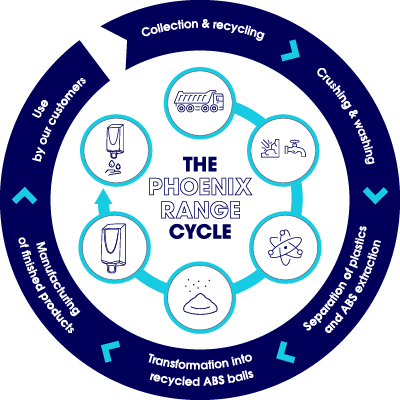 Collection & recycling
Crushing & washing
Separation of plastics
and ABS extraction
Transformation into
recycled ABS balls
Manufacturing
of finished products
Use
by our customers
THE
PHOENIX
RANGE
CYCLE